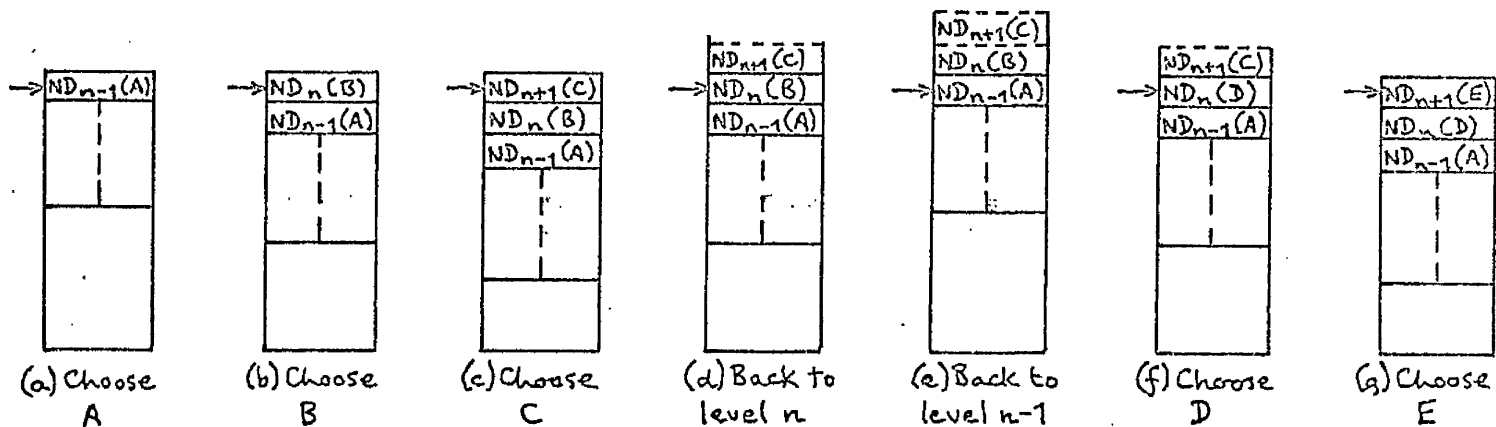 ND_{n-1}(A)
ND_n(B)
ND_{n-1}(A)
ND_{n+1}(C)
ND_n(B)
ND_{n-1}(A)
ND_{n+1}(C)
ND_n(B)
ND_{n-1}(A)
ND_{n+1}(C)
ND_n(B)
ND_{n-1}(A)
ND_{n+1}(C)
ND_n(D)
ND_{n-1}(A)
ND_{n+1}(E)
ND_n(D)
ND_{n-1}(A)
(a) Choose
A
(b) Choose
B
(c) Choose
C
(d) Back to
level n
(e) Back to
level n-1
(f) Choose
D
(g) Choose
E